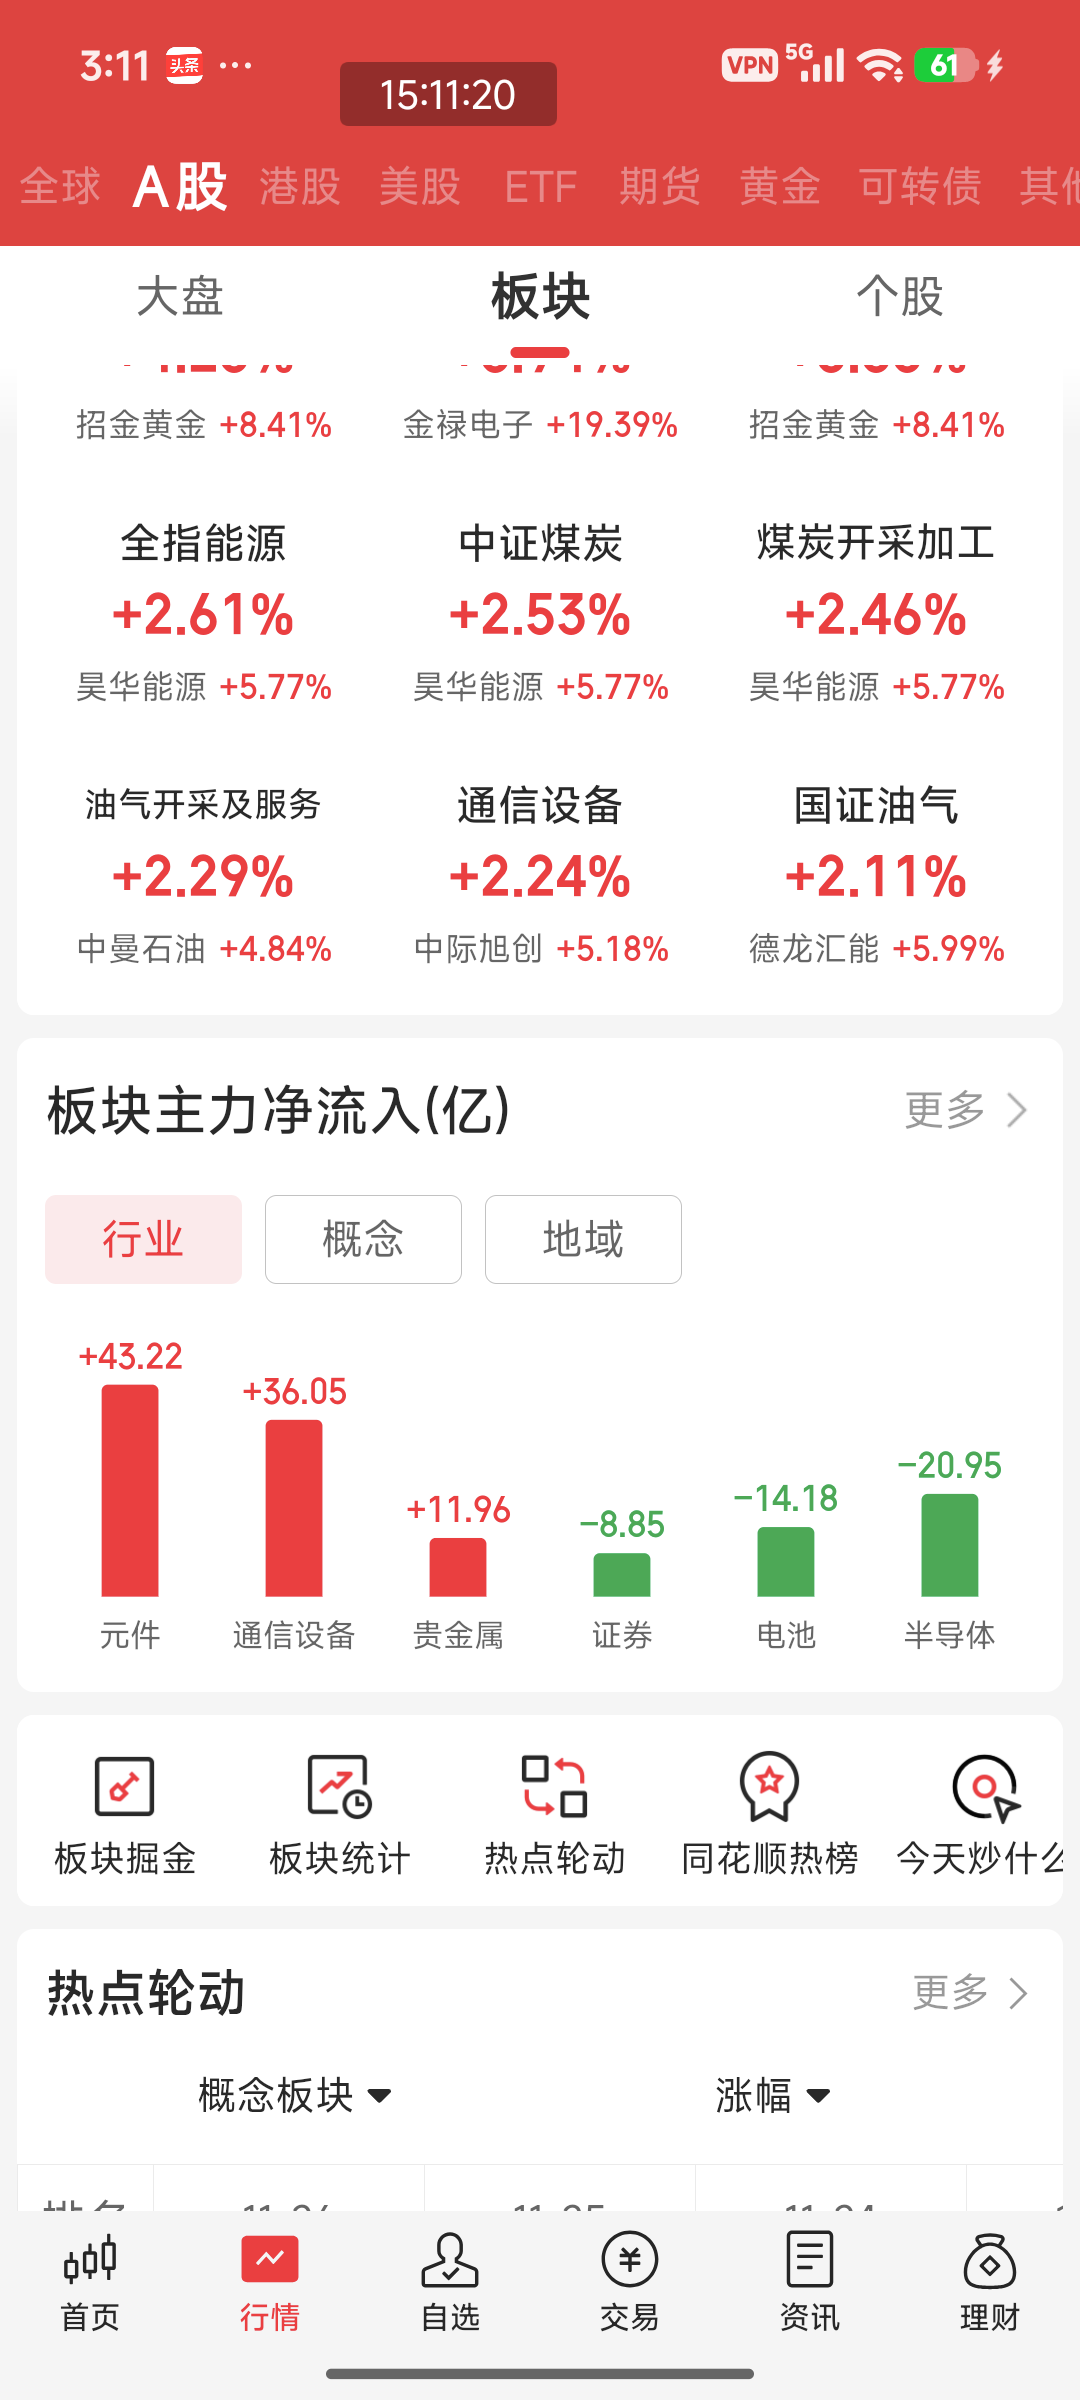 3:11 头条 ··· VPN 5G 61
15:11:20
全球 A股 港股 美股 ETF 期货 黄金 可转债
大盘 板块 个股
招金黄金 +8.41% 金禄电子 +19.39% 招金黄金 +8.41%
全指能源 中证煤炭 煤炭开采加工
+2.61% +2.53% +2.46%
昊华能源 +5.77% 昊华能源 +5.77% 昊华能源 +5.77%
油气开采及服务 通信设备 国证油气
+2.29% +2.24% +2.11%
中曼石油 +4.84% 中际旭创 +5.18% 德龙汇能 +5.99%
板块主力净流入(亿) 更多
行业 概念 地域
+43.22 +36.05 +11.96 -8.85 -14.18 -20.95
元件 通信设备 贵金属 证券 电池 半导体
板块掘金 板块统计 热点轮动 同花顺热榜 今天炒什么
热点轮动 更多
概念板块 涨幅
首页 行情 自选 交易 资讯 理财